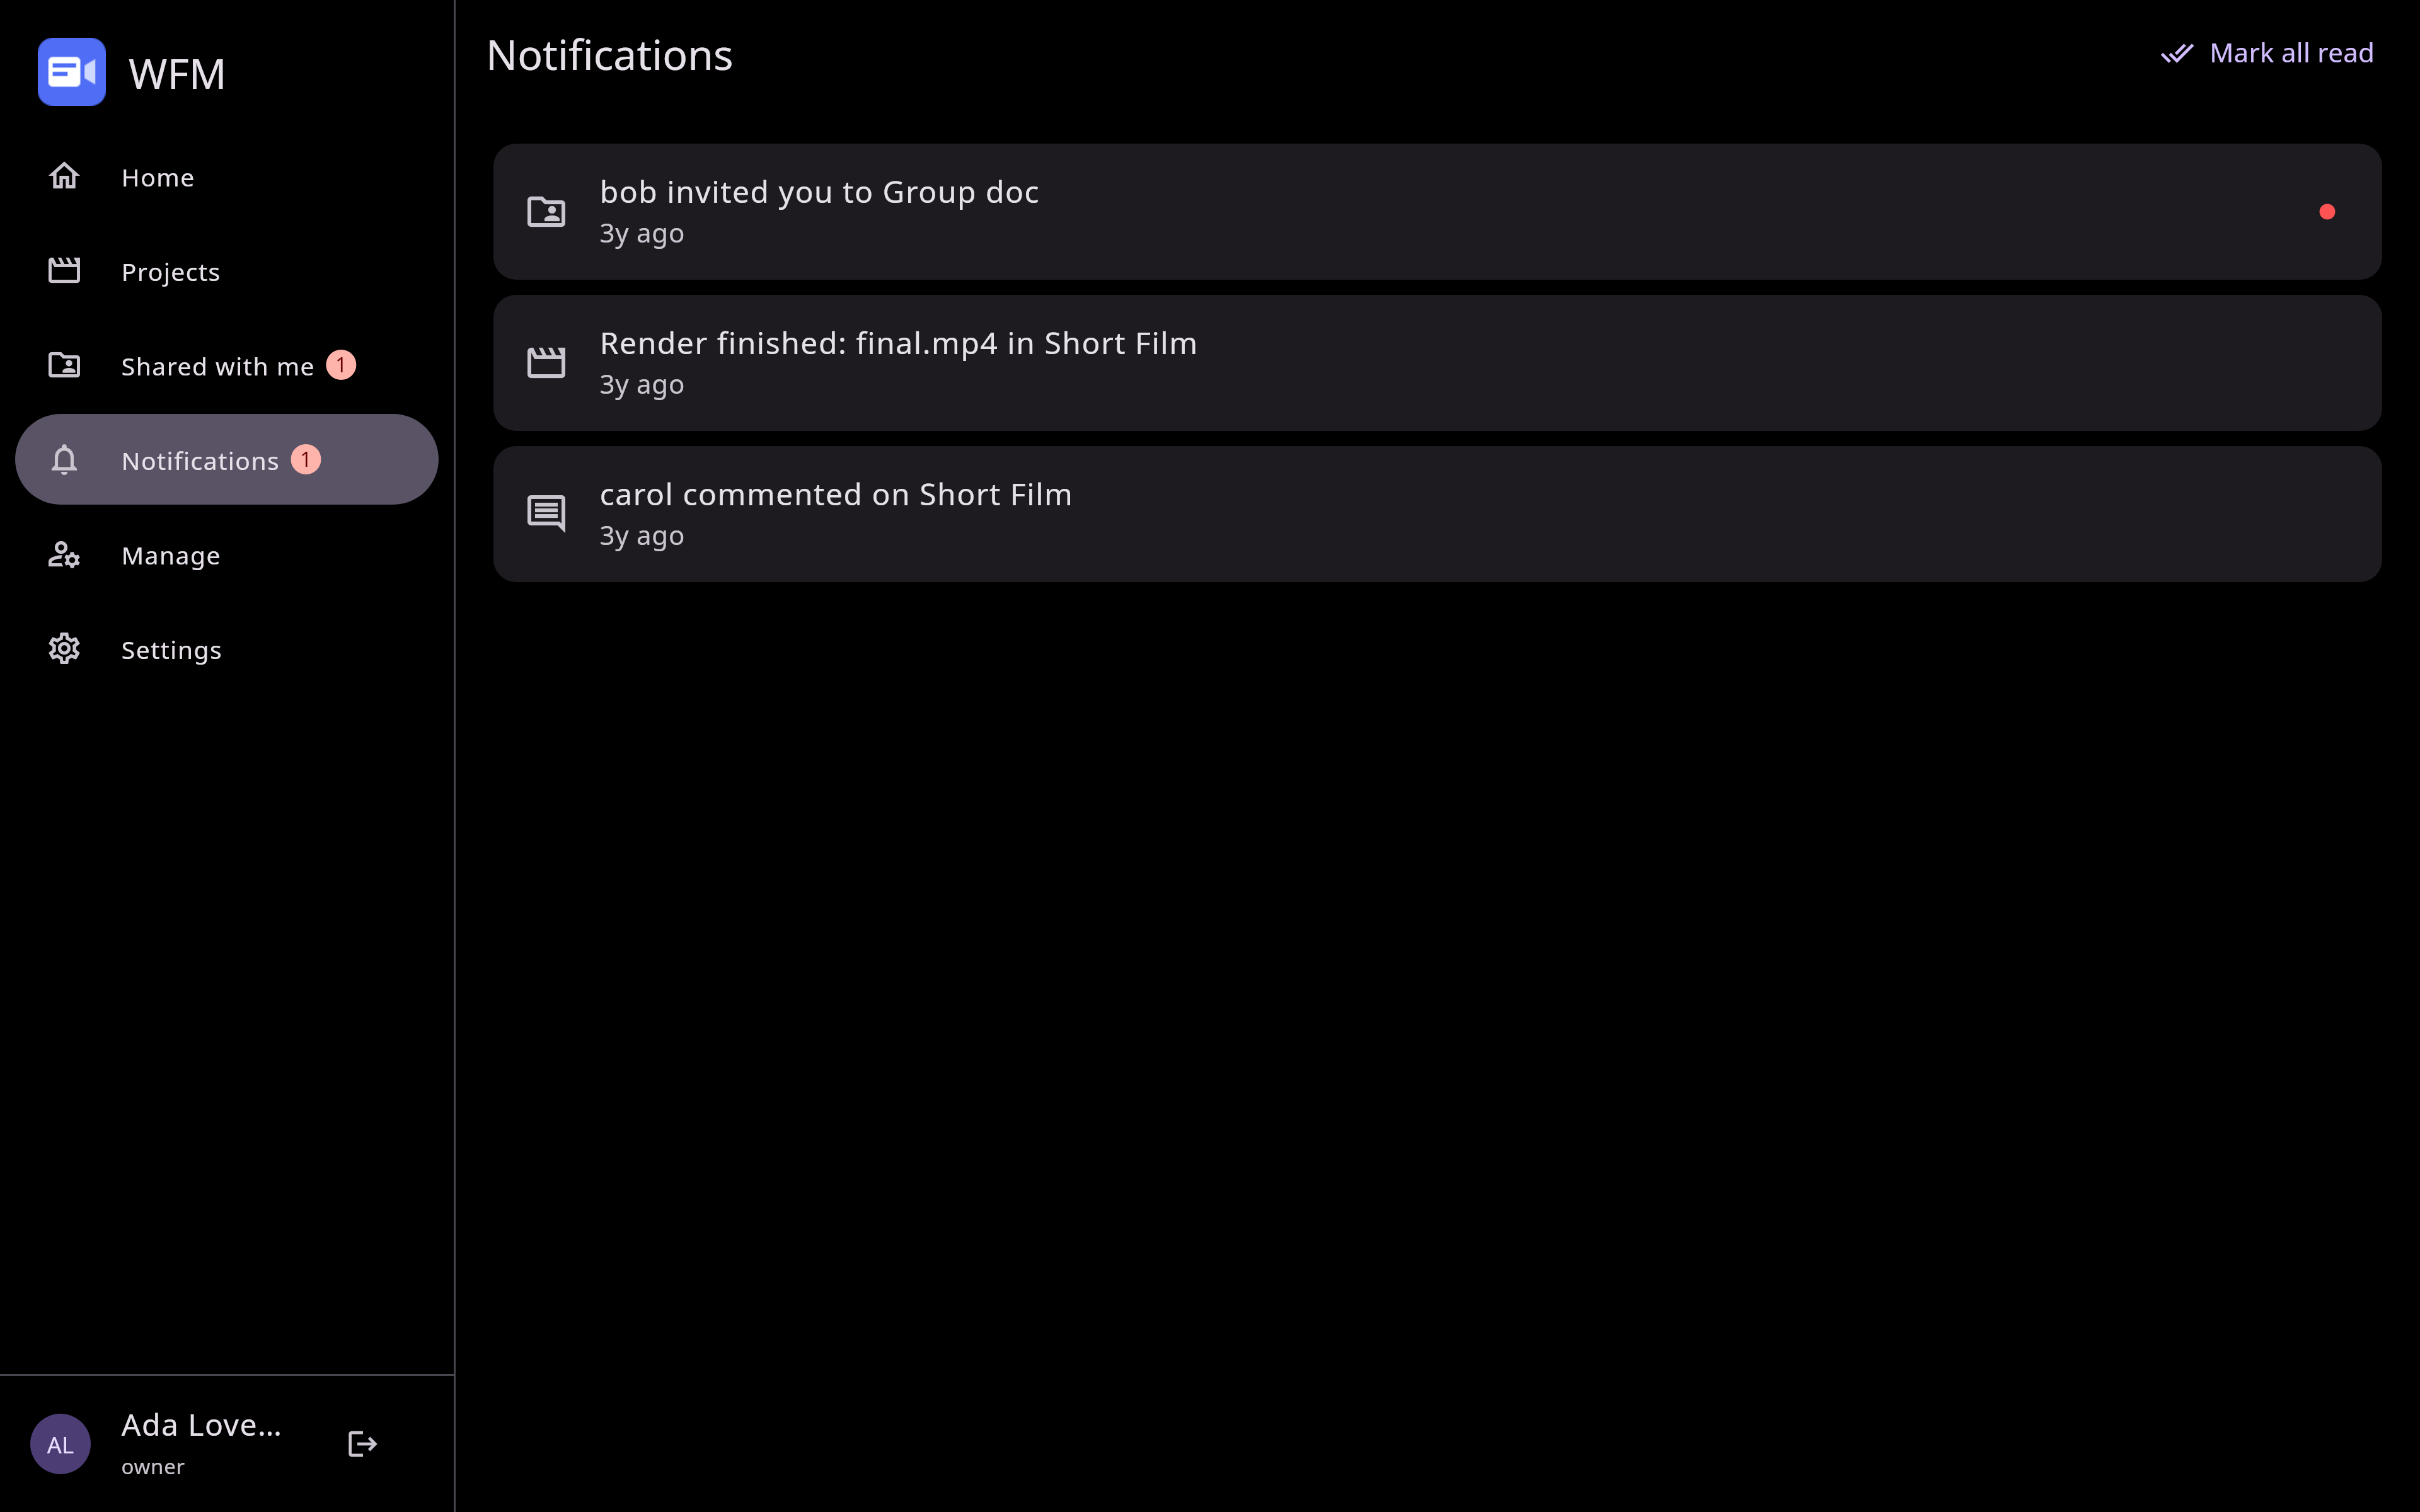 WFM
Home
Projects
Shared with me 1
Notifications 1
Manage
Settings
AL
Ada Love...
owner
Notifications
Mark all read
bob invited you to Group doc
3y ago
Render finished: final.mp4 in Short Film
3y ago
carol commented on Short Film
3y ago